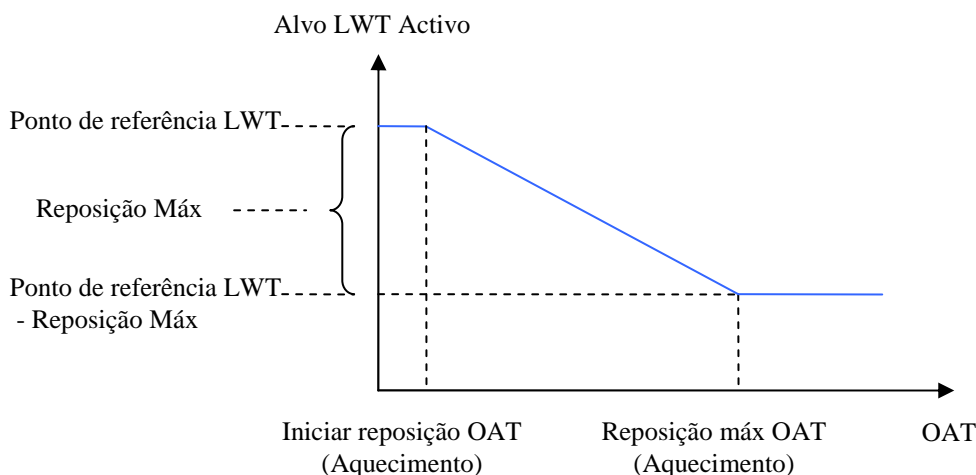 Alvo LWT Activo
Ponto de referência LWT
Reposição Máx
Ponto de referência LWT
- Reposição Máx
Iniciar reposição OAT
(Aquecimento)
Reposição máx OAT
(Aquecimento)
OAT